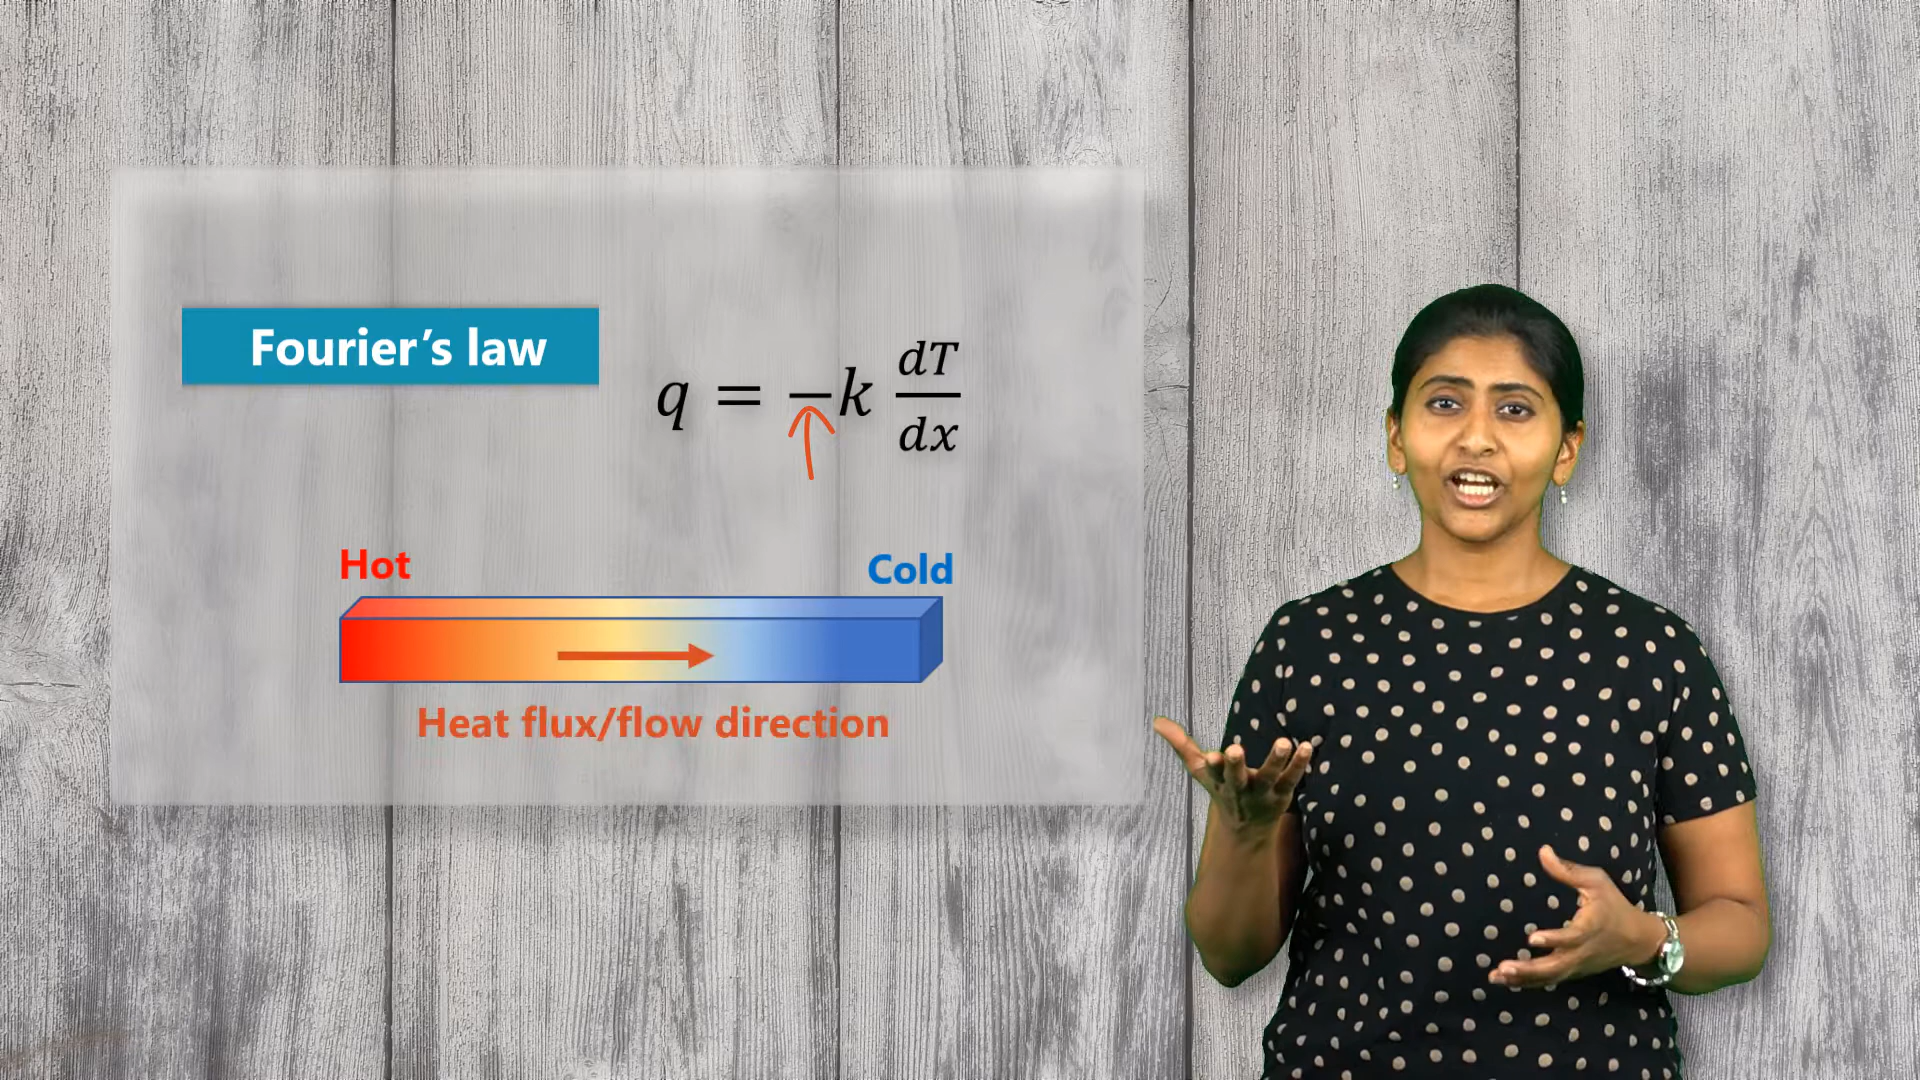 Fourier's law
q = −k dT/dx
Hot
Cold
Heat flux/flow direction